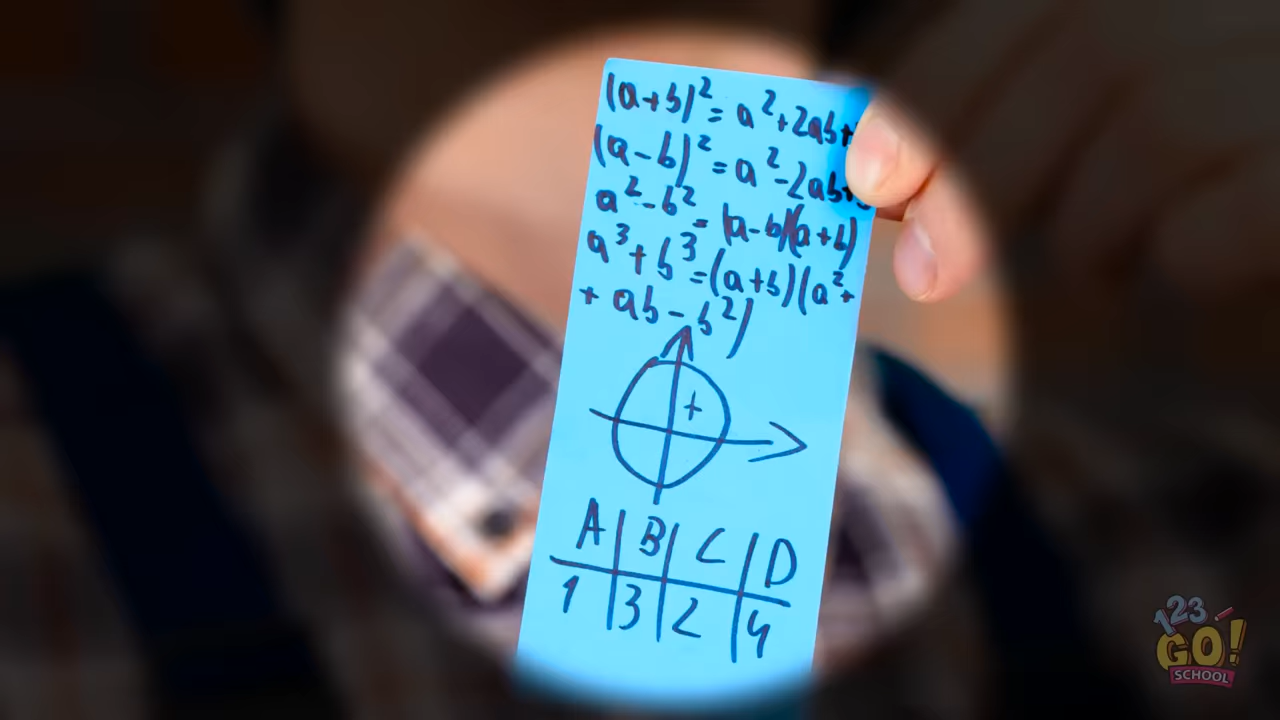 (a+b)² = a²+2ab+
(a-b)² = a²-2ab+
a²-b² = (a-b)(a+b)
a³+b³=(a+b)(a²+
+ ab-b²)
+
A | B | C | D
1 | 3 | 2 | 4
123
GO!
SCHOOL